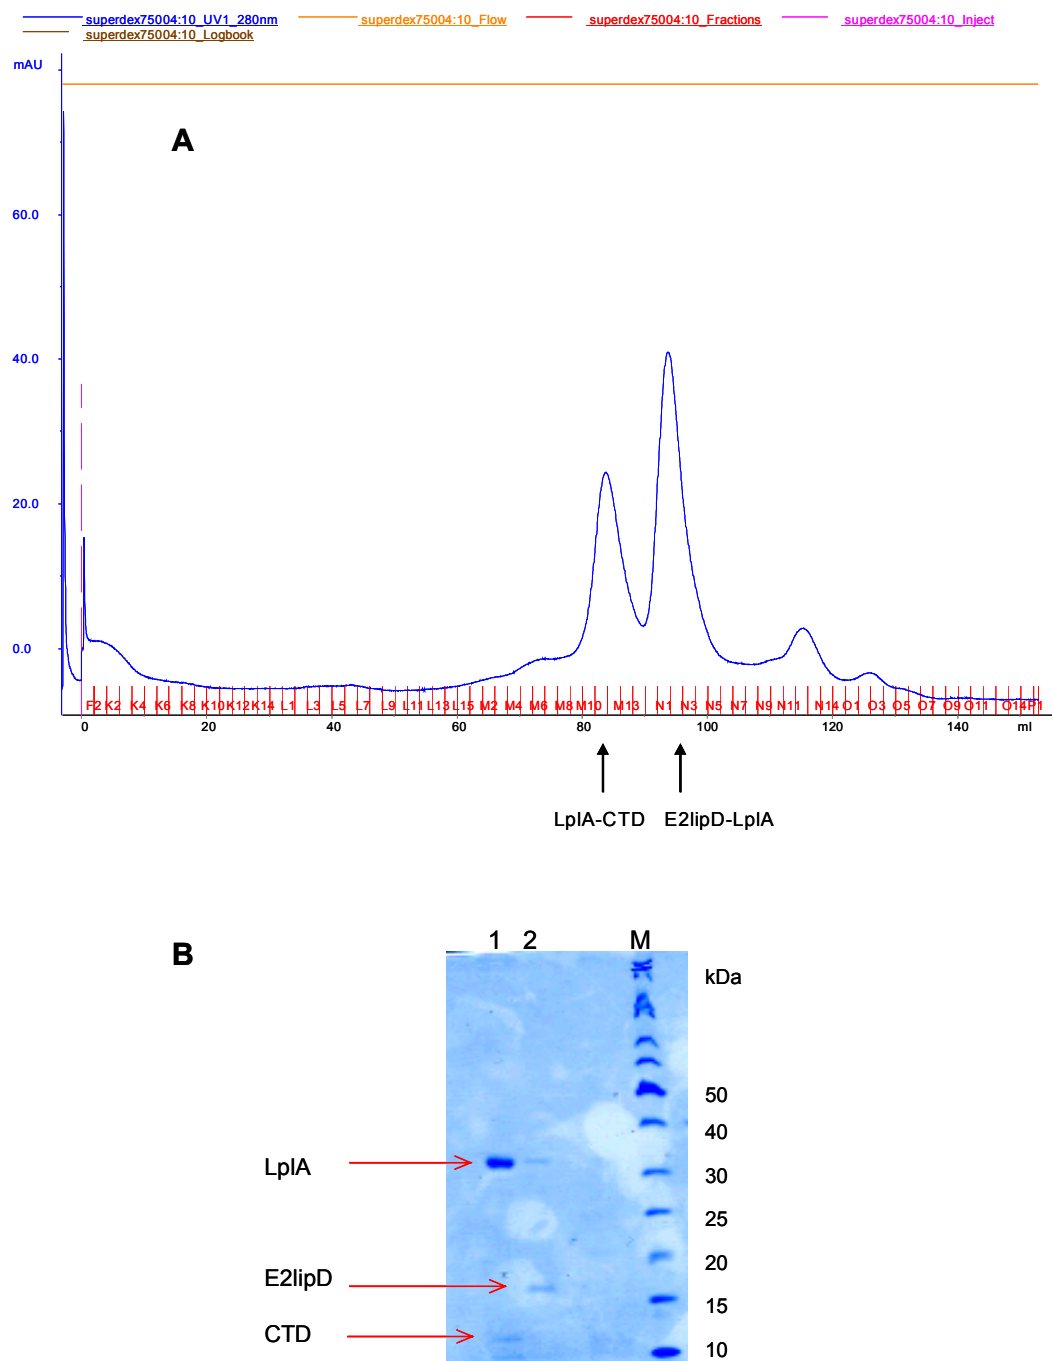 superdex75004:10_UV1_280nm superdex75004:10_Flow superdex75004:10_Fractions superdex75004:10_Inject
superdex75004:10_Logbook
mAU
A
60.0
40.0
20.0
0.0
F2 K2 K4 K6 K8 K10 K12 K14 L1 L3 L5 L7 L9 L11 L13 L15 M2 M4 M6 M8 M10 M13 N1 N3 N5 N7 N9 N11 N14 O1 O3 O5 O7 O9 O11 O14 P1
0 20 40 60 80 100 120 140 ml
LplA-CTD E2lipD-LplA
B
1 2 M
kDa
50
40
LplA
30
25
20
E2lipD
15
CTD
10